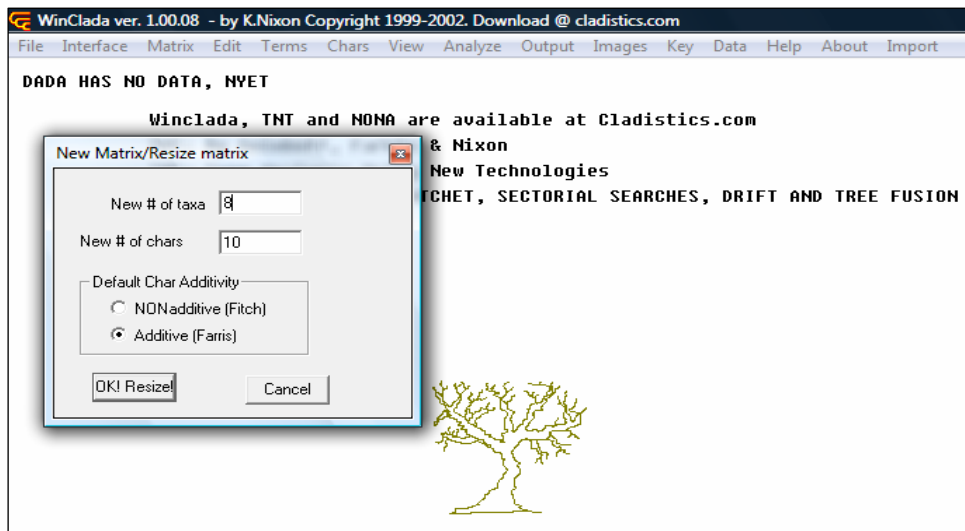 WinClada ver. 1.00.08 - by K.Nixon Copyright 1999-2002. Download @ cladistics.com
File Interface Matrix Edit Terms Chars View Analyze Output Images Key Data Help About Import
DADA HAS NO DATA, NYET
Winclada, TNT and NONA are available at Cladistics.com
& Nixon
New Technologies
SECTORIAL SEARCHES, DRIFT AND TREE FUSION
New Matrix/Resize matrix
New # of taxa 8
New # of chars 10
Default Char Additivity
NONadditive (Fitch)
Additive (Farris)
OK! Resize!
Cancel